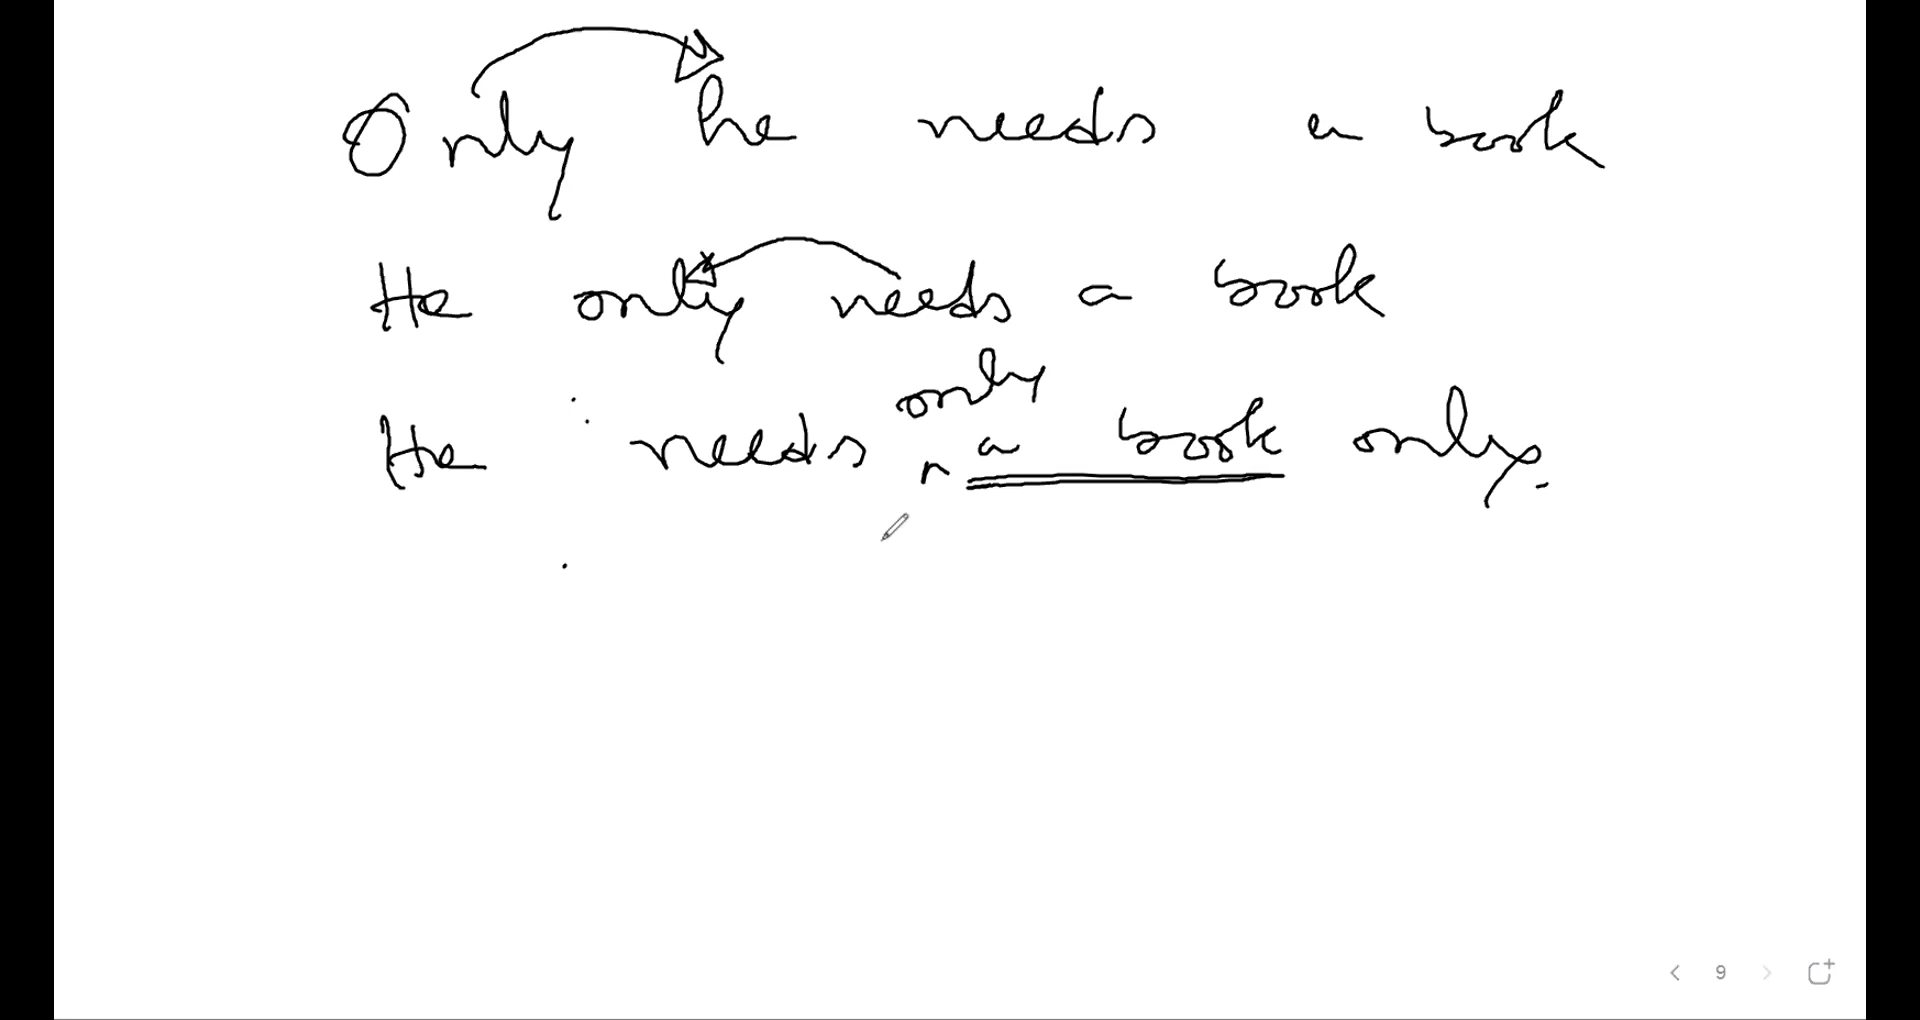 Only he needs a book
He only needs a book
only
He needs a book only.
9